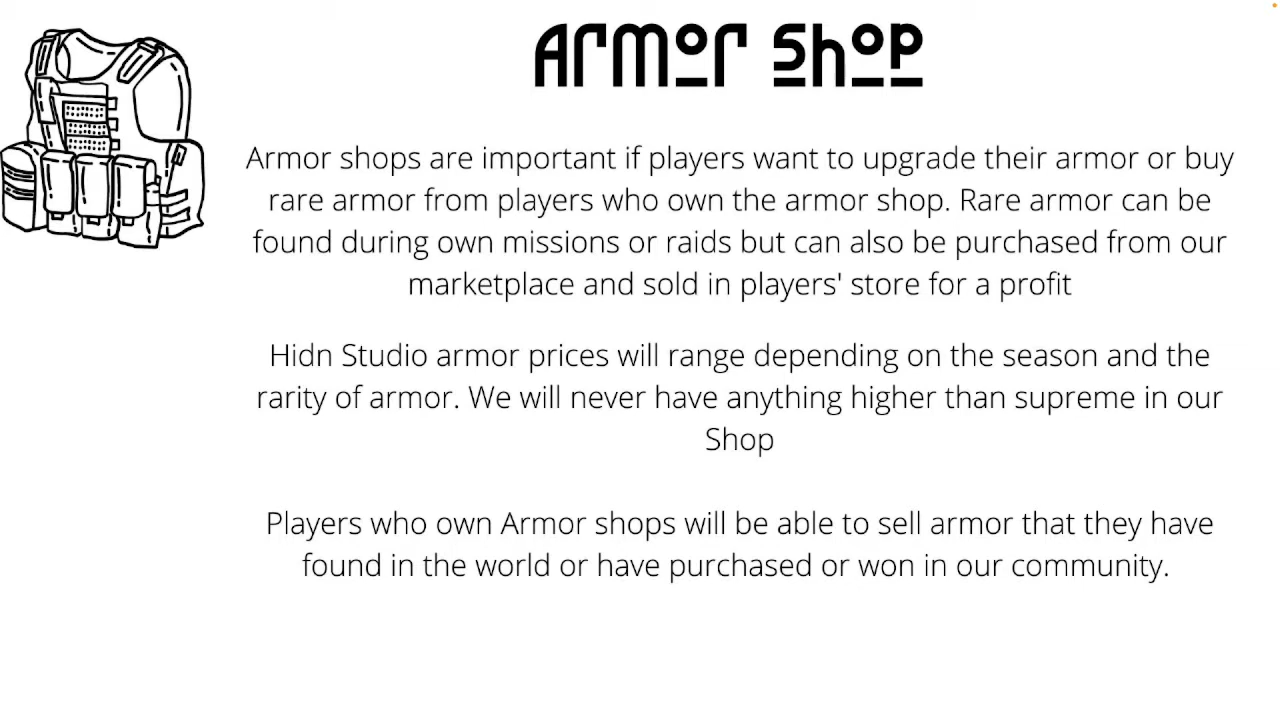 Armor Shop
Armor shops are important if players want to upgrade their armor or buy
rare armor from players who own the armor shop. Rare armor can be
found during own missions or raids but can also be purchased from our
marketplace and sold in players' store for a profit
Hidn Studio armor prices will range depending on the season and the
rarity of armor. We will never have anything higher than supreme in our
Shop
Players who own Armor shops will be able to sell armor that they have
found in the world or have purchased or won in our community.